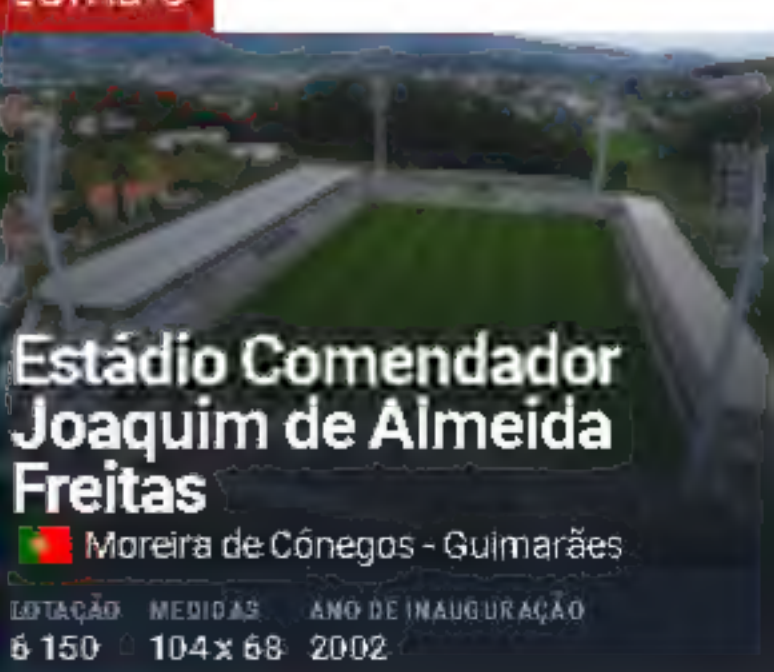 Estádio Comendador
Joaquim de Almeida
Freitas
Moreira de Cónegos - Guimarães
LOTAÇÃO MEDIDAS ANO DE INAUGURAÇÃO
6 150 104 x 68 2002